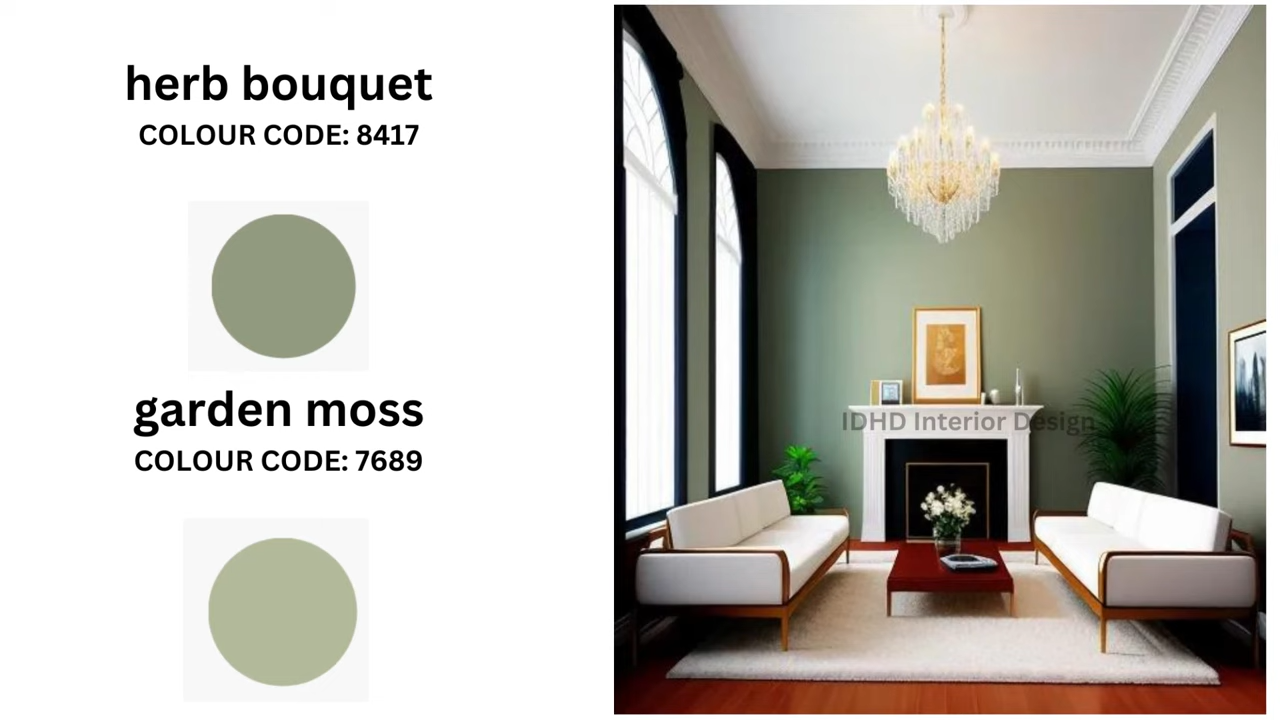 herb bouquet
COLOUR CODE: 8417
garden moss
COLOUR CODE: 7689
IDHD Interior Design